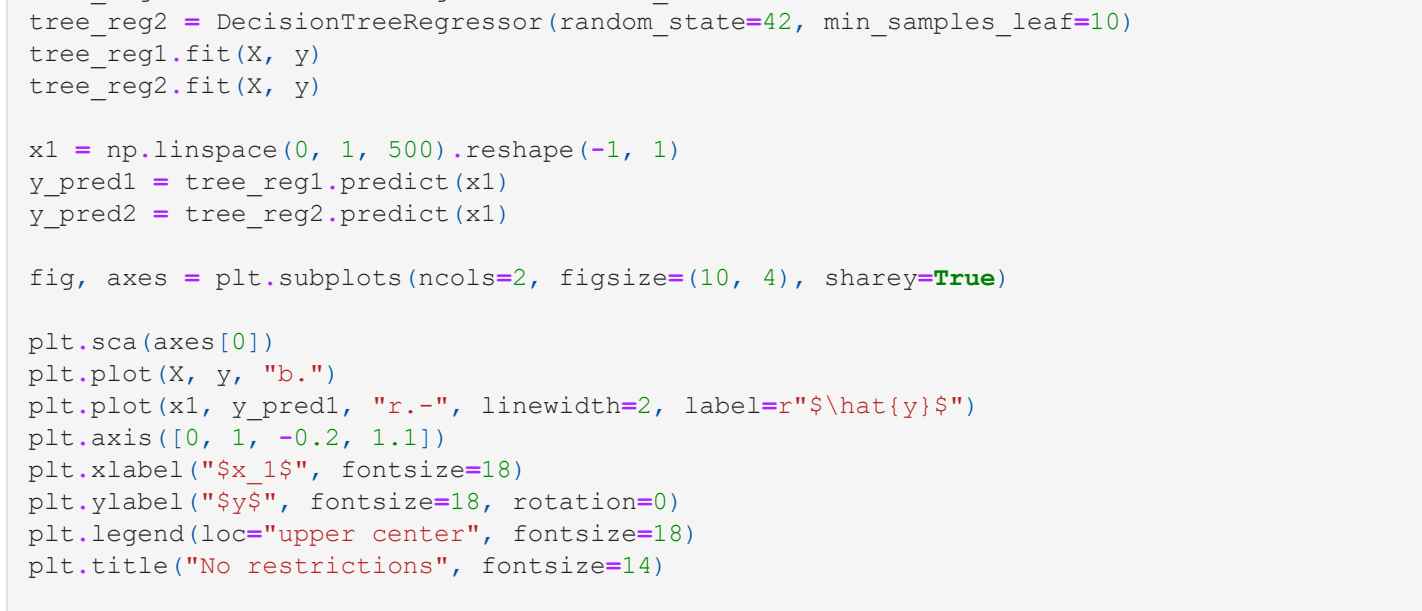 tree_reg2 = DecisionTreeRegressor(random_state=42, min_samples_leaf=10)
tree_reg1.fit(X, y)
tree_reg2.fit(X, y)

x1 = np.linspace(0, 1, 500).reshape(-1, 1)
y_pred1 = tree_reg1.predict(x1)
y_pred2 = tree_reg2.predict(x1)

fig, axes = plt.subplots(ncols=2, figsize=(10, 4), sharey=True)

plt.sca(axes[0])
plt.plot(X, y, "b.")
plt.plot(x1, y_pred1, "r.-", linewidth=2, label=r"$\hat{y}$")
plt.axis([0, 1, -0.2, 1.1])
plt.xlabel("$x_1$", fontsize=18)
plt.ylabel("$y$", fontsize=18, rotation=0)
plt.legend(loc="upper center", fontsize=18)
plt.title("No restrictions", fontsize=14)